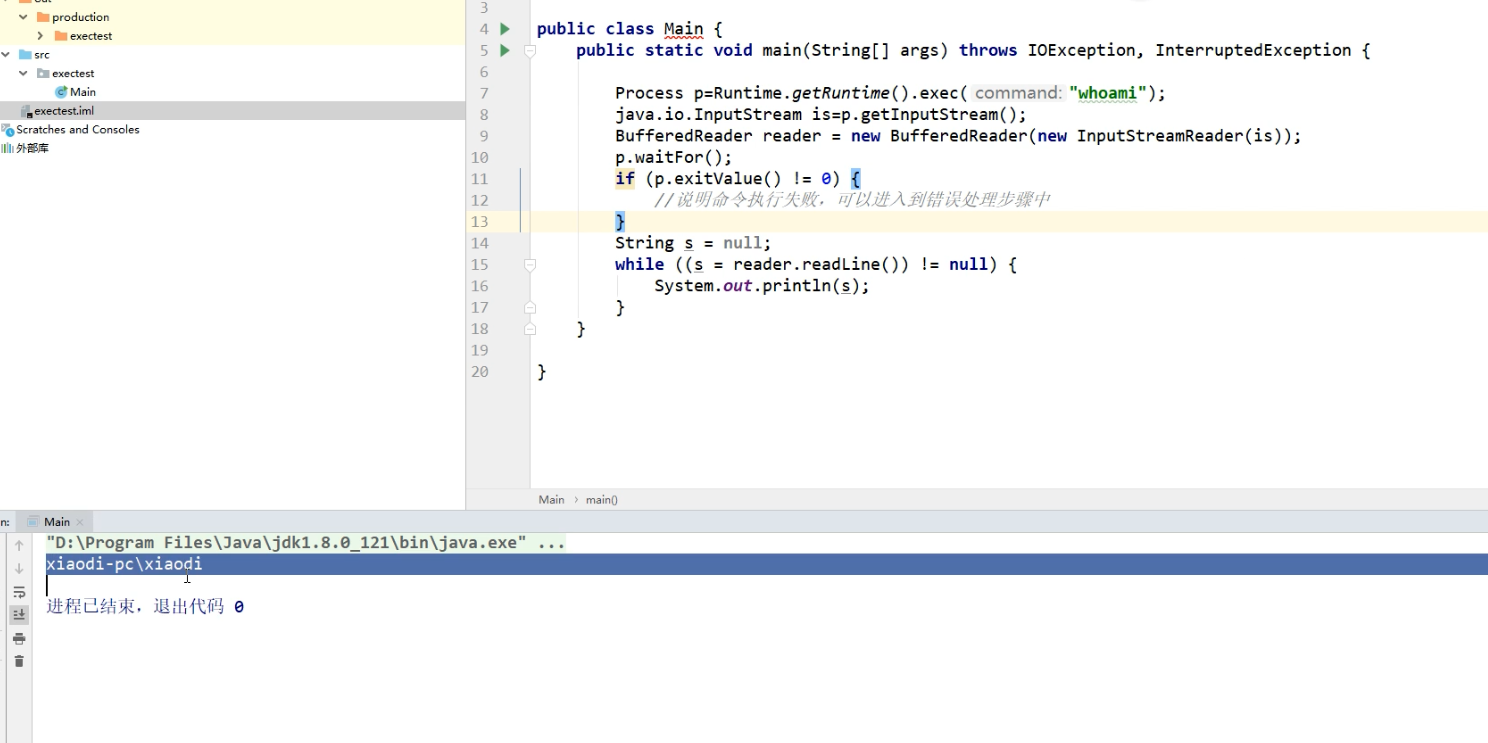 out
production
exectest
src
exectest
Main
exectest.iml
Scratches and Consoles
外部库
3
4 public class Main {
5 public static void main(String[] args) throws IOException, InterruptedException {
6
7 Process p=Runtime.getRuntime().exec( command: "whoami");
8 java.io.InputStream is=p.getInputStream();
9 BufferedReader reader = new BufferedReader(new InputStreamReader(is));
10 p.waitFor();
11 if (p.exitValue() != 0) {
12 //说明命令执行失败，可以进入到错误处理步骤中
13 }
14 String s = null;
15 while ((s = reader.readLine()) != null) {
16 System.out.println(s);
17 }
18 }
19
20 }
Main › main()
n: Main ×
"D:\Program Files\Java\jdk1.8.0_121\bin\java.exe" ...
xiaodi-pc\xiaodi
进程已结束，退出代码 0